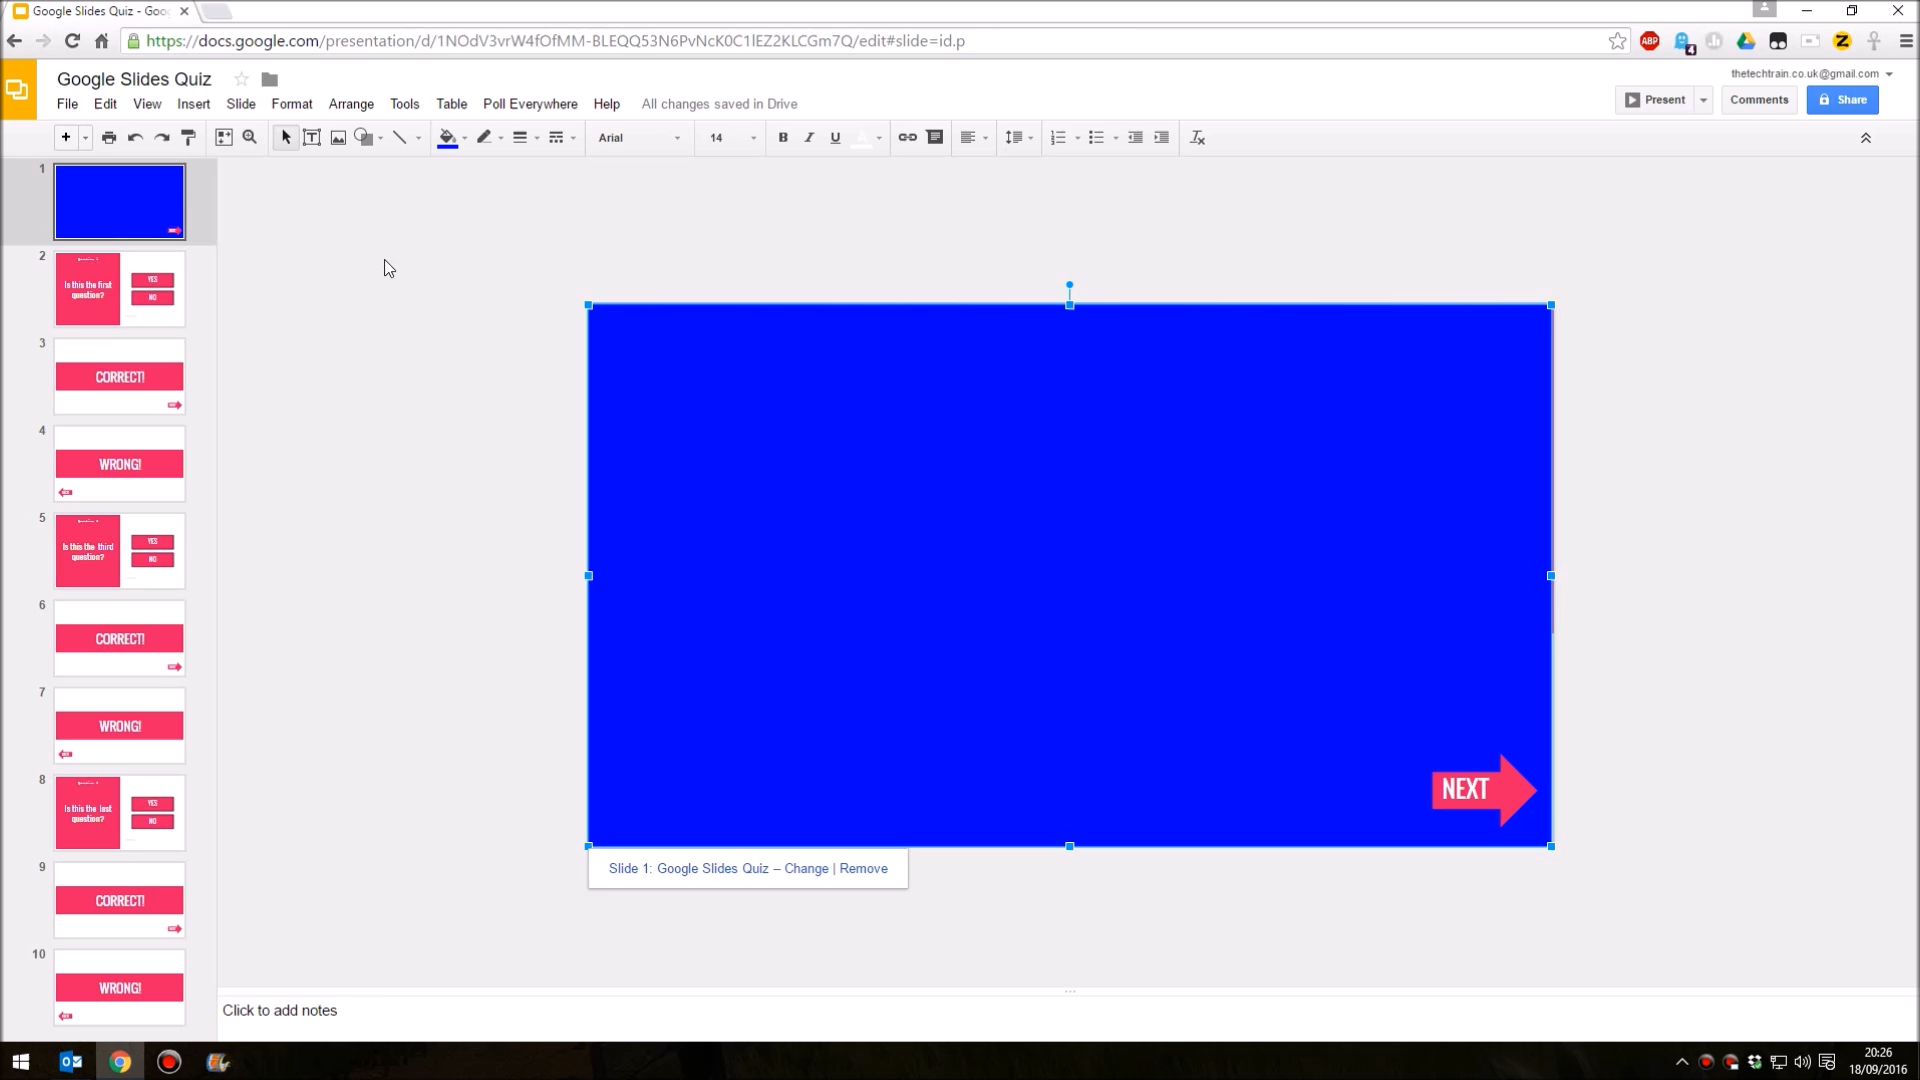 Google Slides Quiz - Goo
https://docs.google.com/presentation/d/1NOdV3vrW4fOfMM-BLEQQ53N6PvNcK0C1lEZ2KLCGm7Q/edit#slide=id.p
ABP
4
Z
Google Slides Quiz
thetechtrain.co.uk@gmail.com
File Edit View Insert Slide Format Arrange Tools Table Poll Everywhere Help All changes saved in Drive
Present Comments Share
Arial 14 B I U A
1
2
Is this the first
question?
YES
NO
3
CORRECT!
4
WRONG!
5
Is this the third
question?
YES
NO
6
CORRECT!
7
WRONG!
8
Is this the last
question?
YES
NO
9
CORRECT!
10
WRONG!
NEXT
Slide 1: Google Slides Quiz – Change | Remove
Click to add notes
20:26
18/09/2016